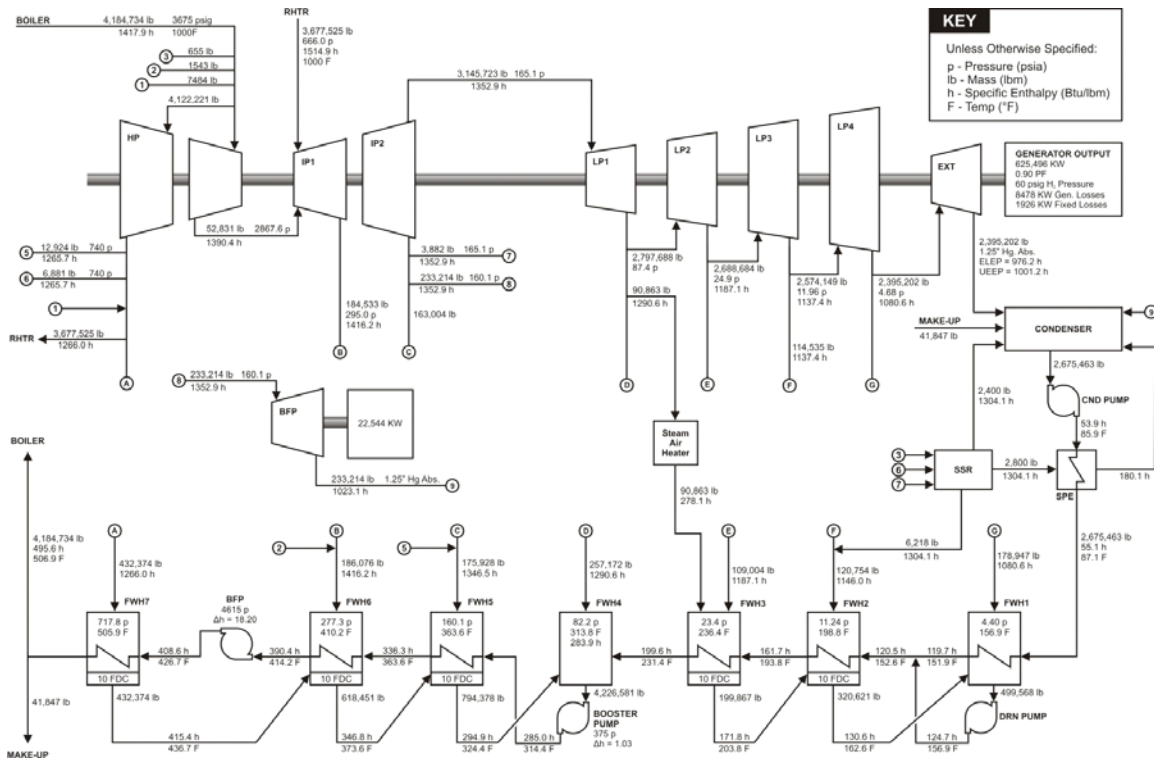 BOILER
4,184,734 lb 3675 psig
1417.9 h 1000F
3
655 lb
2
1543 lb
1
7484 lb
4,122,221 lb
RHTR
3,677,525 lb
666.0 p
1514.9 h
1000 F
3,145,723 lb 165.1 p
1352.9 h
KEY
Unless Otherwise Specified:
p - Pressure (psia)
lb - Mass (lbm)
h - Specific Enthalpy (Btu/lbm)
F - Temp (°F)
HP
IP1
IP2
LP1
LP2
LP3
LP4
EXT
GENERATOR OUTPUT
625,496 KW
0.90 PF
60 psig H, Pressure
8478 KW Gen. Losses
1926 KW Fixed Losses
52,831 lb 2867.6 p
1390.4 h
5
12,924 lb 740 p
1265.7 h
6
6,881 lb 740 p
1265.7 h
1
RHTR
3,677,525 lb
1266.0 h
A
184,533 lb
295.0 p
1416.2 h
B
3,882 lb 165.1 p
1352.9 h
7
233,214 lb 160.1 p
1352.9 h
8
163,004 lb
C
2,797,688 lb
87.4 p
90,863 lb
1290.6 h
D
2,688,684 lb
24.9 p
1187.1 h
E
2,574,149 lb
11.96 p
1137.4 h
114,535 lb
1137.4 h
F
2,395,202 lb
4.68 p
1080.6 h
G
2,395,202 lb
1.25" Hg. Abs.
ELEP = 976.2 h
UEEP = 1001.2 h
MAKE-UP
41,847 lb
CONDENSER
9
2,675,463 lb
CND PUMP
53.9 h
85.9 F
2,400 lb
1304.1 h
3
6
7
SSR
2,800 lb
1304.1 h
SPE
180.1 h
8
233,214 lb 160.1 p
1352.9 h
BFP
22,544 KW
233,214 lb 1.25" Hg Abs.
1023.1 h
9
Steam
Air
Heater
90,863 lb
278.1 h
6,218 lb
1304.1 h
2,675,463 lb
55.1 h
87.1 F
BOILER
4,184,734 lb
495.6 h
506.9 F
A
432,374 lb
1266.0 h
FWH7
717.8 p
505.9 F
10 FDC
BFP
4615 p
Δh = 18.20
408.6 h
426.7 F
390.4 h
414.2 F
2
B
186,076 lb
1416.2 h
FWH6
277.3 p
410.2 F
10 FDC
336.3 h
363.6 F
5
C
175,928 lb
1346.5 h
FWH5
160.1 p
363.6 F
10 FDC
D
257,172 lb
1290.6 h
FWH4
82.2 p
313.8 F
283.9 h
199.6 h
231.4 F
E
109,004 lb
1187.1 h
FWH3
23.4 p
236.4 F
10 FDC
161.7 h
193.8 F
F
120,754 lb
1146.0 h
FWH2
11.24 p
198.8 F
10 FDC
120.5 h
152.6 F
119.7 h
151.9 F
G
178,947 lb
1080.6 h
FWH1
4.40 p
156.9 F
432,374 lb
415.4 h
436.7 F
618,451 lb
346.8 h
373.6 F
794,378 lb
294.9 h
324.4 F
4,226,581 lb
BOOSTER
PUMP
375 p
Δh = 1.03
285.0 h
314.4 F
199,867 lb
171.8 h
203.8 F
320,621 lb
130.6 h
162.6 F
499,568 lb
DRN PUMP
124.7 h
156.9 F
41,847 lb
MAKE-UP